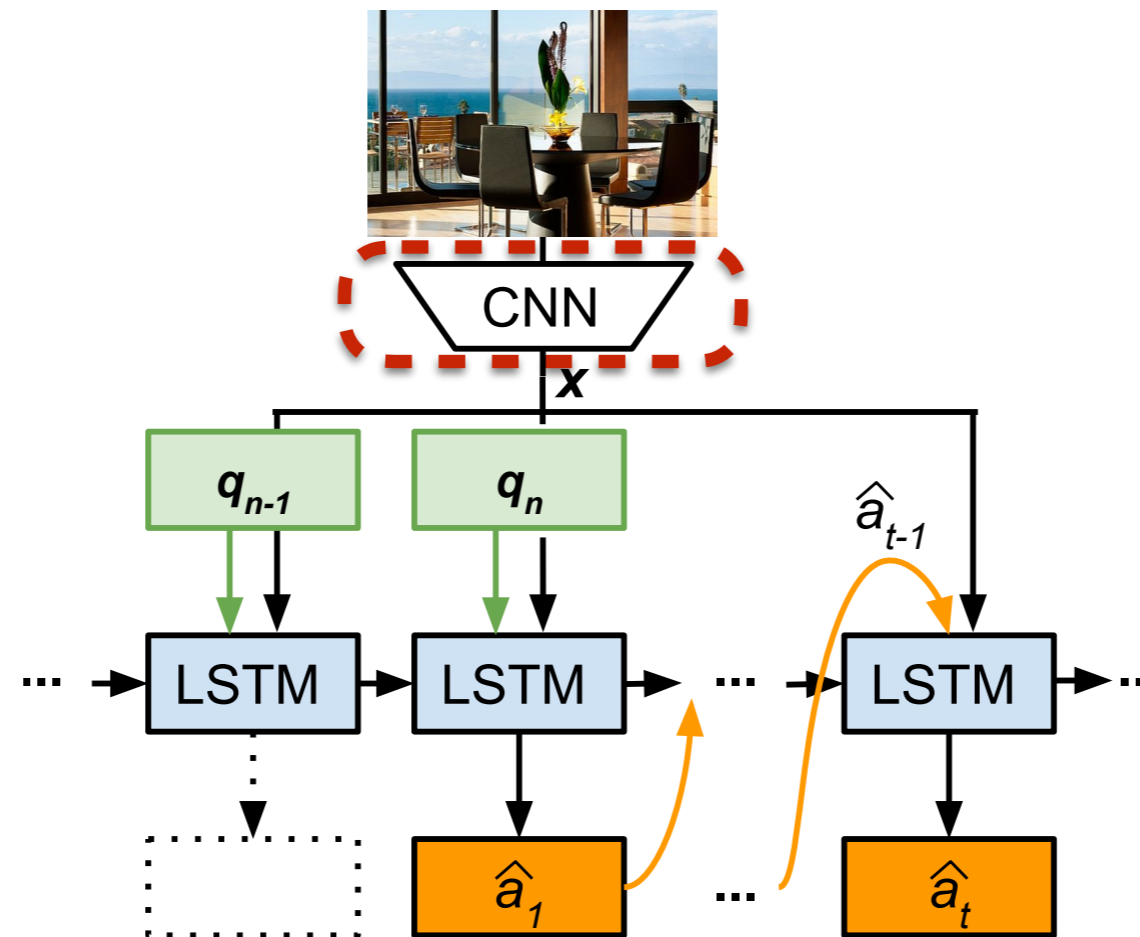 CNN
x
q_{n-1} q_n
â_{t-1}
... LSTM LSTM ... LSTM ..
â_1 ... â_t